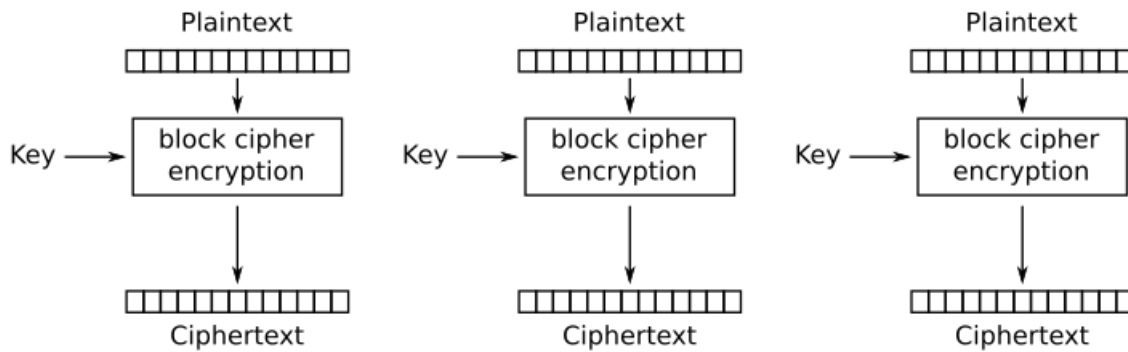 Plaintext Plaintext Plaintext
Key block cipher encryption Key block cipher encryption Key block cipher encryption
Ciphertext Ciphertext Ciphertext